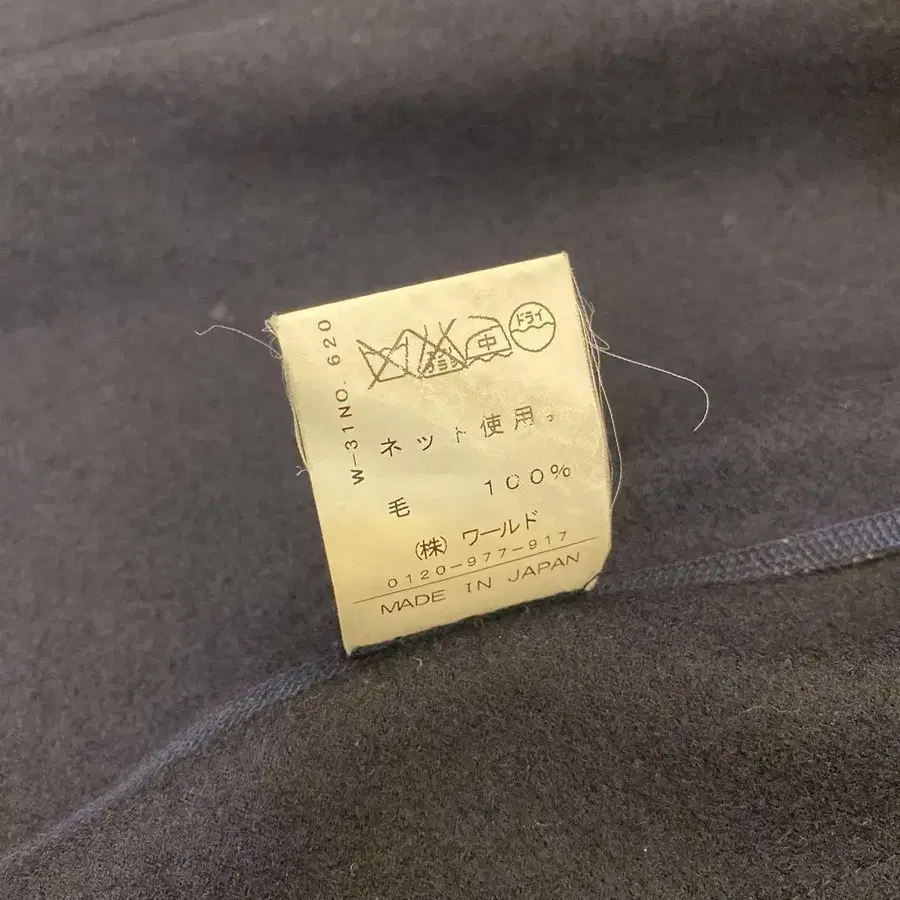 W-31NO. 620
中 ドライ
ネット使用。
毛 100%
(株) ワールド
0120-977-917
MADE IN JAPAN